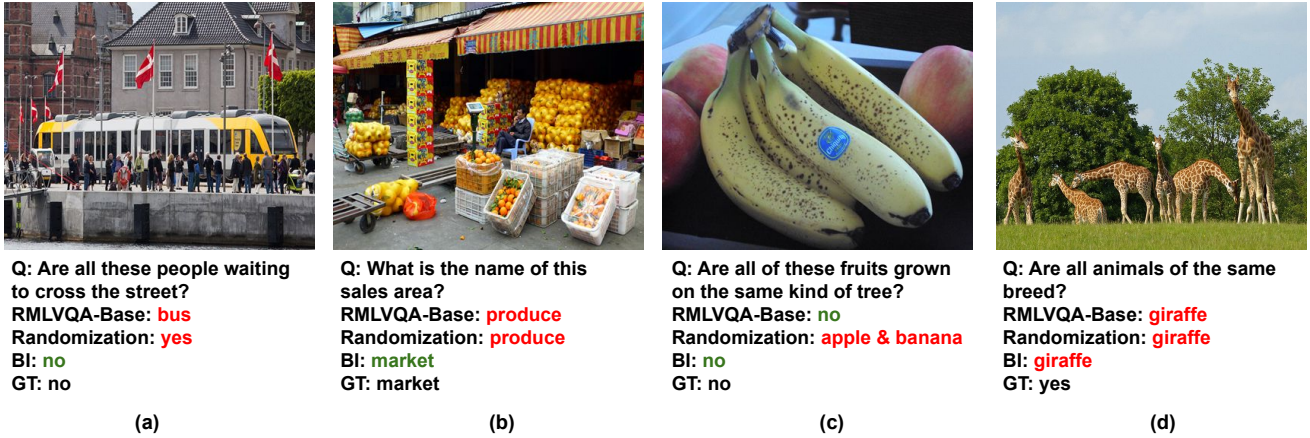 Q: Are all these people waiting
to cross the street?
RMLVQA-Base: bus
Randomization: yes
BI: no
GT: no
(a)
Q: What is the name of this
sales area?
RMLVQA-Base: produce
Randomization: produce
BI: market
GT: market
(b)
Q: Are all of these fruits grown
on the same kind of tree?
RMLVQA-Base: no
Randomization: apple & banana
BI: no
GT: no
(c)
Q: Are all animals of the same
breed?
RMLVQA-Base: giraffe
Randomization: giraffe
BI: giraffe
GT: yes
(d)